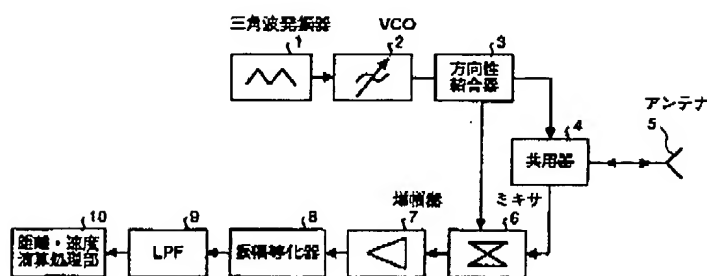 三角波発振器
1
VCO
2
3
方向性
結合器
アンテナ
5
4
共用器
ミキサ
6
増幅器
7
8
振幅等化器
9
LPF
10
距離・速度
演算処理部